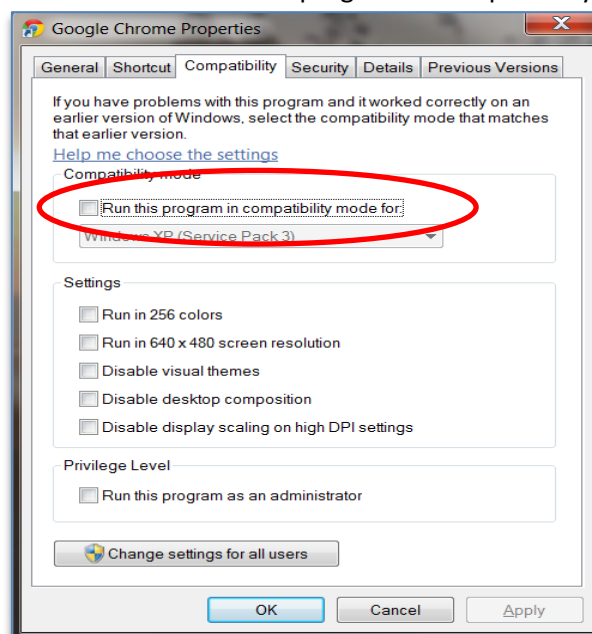 Google Chrome Properties
General Shortcut Compatibility Security Details Previous Versions
If you have problems with this program and it worked correctly on an
earlier version of Windows, select the compatibility mode that matches
that earlier version.
Help me choose the settings
Compatibility mode
Run this program in compatibility mode for:
Windows XP (Service Pack 3)
Settings
Run in 256 colors
Run in 640 x 480 screen resolution
Disable visual themes
Disable desktop composition
Disable display scaling on high DPI settings
Privilege Level
Run this program as an administrator
Change settings for all users
OK Cancel Apply